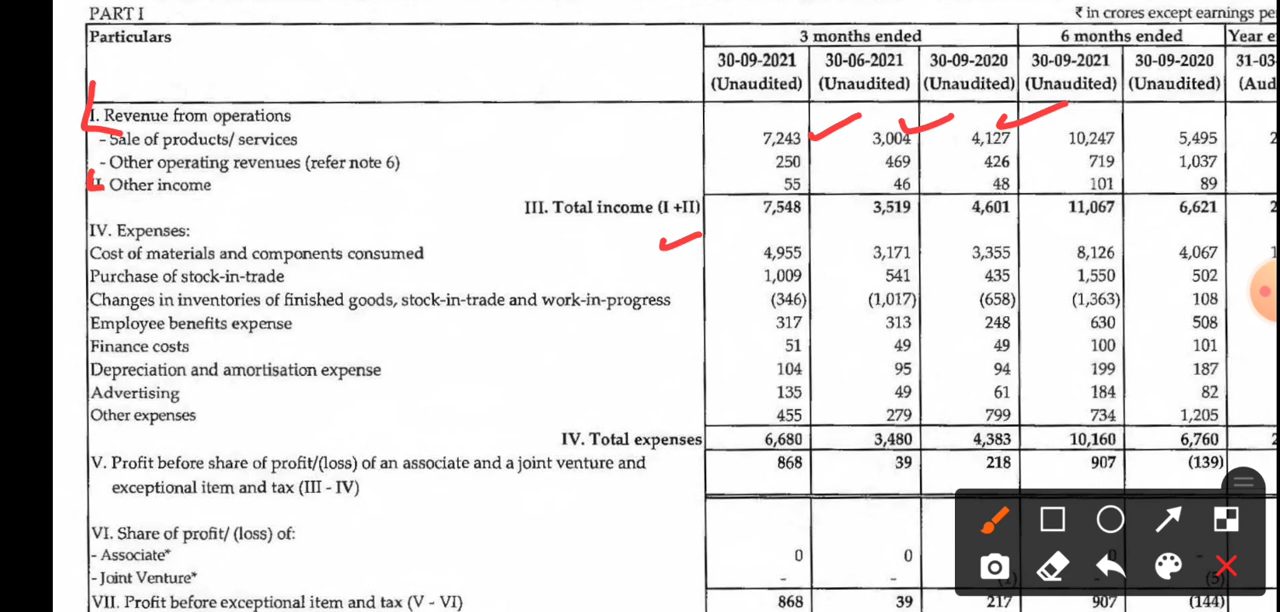 PART I
₹ in crores except earnings pe
Particulars 3 months ended 6 months ended Year e
30-09-2021 30-06-2021 30-09-2020 30-09-2021 30-09-2020 31-03
(Unaudited) (Unaudited) (Unaudited) (Unaudited) (Unaudited) (Aud
I. Revenue from operations
- Sale of products/ services 7,243 3,004 4,127 10,247 5,495 2
- Other operating revenues (refer note 6) 250 469 426 719 1,037
II. Other income 55 46 48 101 89
III. Total income (I +II) 7,548 3,519 4,601 11,067 6,621 2
IV. Expenses:
Cost of materials and components consumed 4,955 3,171 3,355 8,126 4,067 1
Purchase of stock-in-trade 1,009 541 435 1,550 502
Changes in inventories of finished goods, stock-in-trade and work-in-progress (346) (1,017) (658) (1,363) 108
Employee benefits expense 317 313 248 630 508
Finance costs 51 49 49 100 101
Depreciation and amortisation expense 104 95 94 199 187
Advertising 135 49 61 184 82
Other expenses 455 279 799 734 1,205
IV. Total expenses 6,680 3,480 4,383 10,160 6,760 2
V. Profit before share of profit/(loss) of an associate and a joint venture and 868 39 218 907 (139)
exceptional item and tax (III - IV)
VI. Share of profit/ (loss) of:
- Associate* 0 0 0 -
- Joint Venture* - - - (5)
VII. Profit before exceptional item and tax (V - VI) 868 39 217 907 (144)